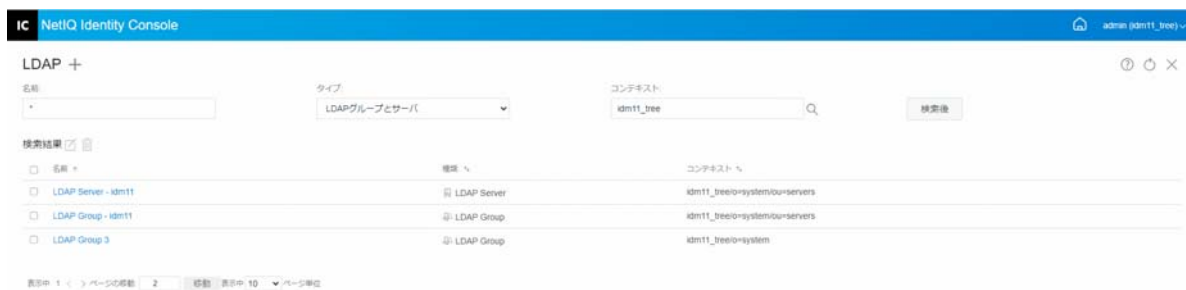 IC NetIQ Identity Console admin (idm11_tree)
LDAP +
名前: タイプ: コンテキスト:
* LDAPグループとサーバ idm11_tree 検索後
検索結果
名前 種類 コンテキスト
LDAP Server - idm11 LDAP Server idm11_tree/o=system/ou=servers
LDAP Group - idm11 LDAP Group idm11_tree/o=system/ou=servers
LDAP Group 3 LDAP Group idm11_tree/o=system
表示中 1 < > ページの移動 2 移動 表示中 10 ページ単位